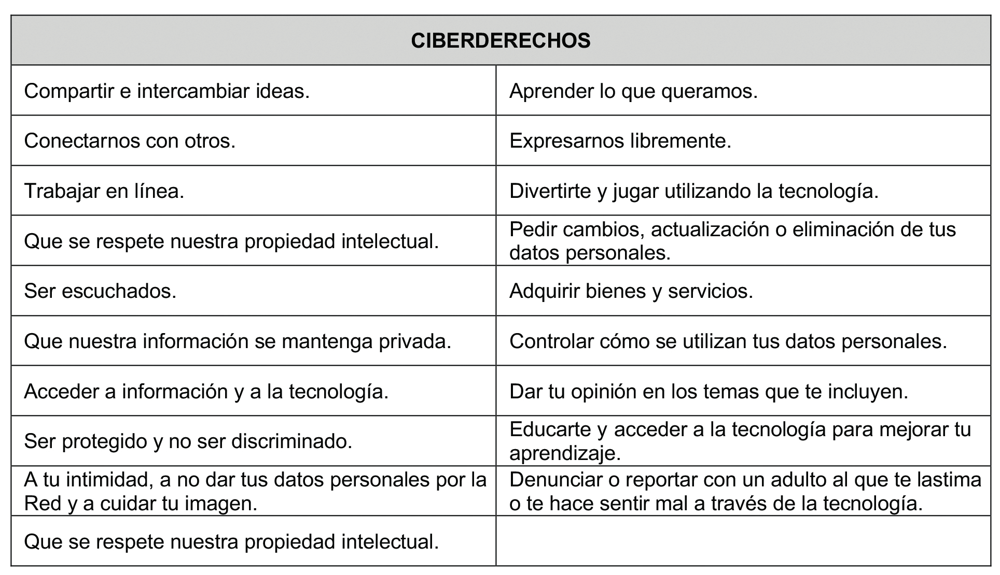 CIBERDERECHOS
Compartir e intercambiar ideas.
Aprender lo que queramos.
Conectarnos con otros.
Expresarnos libremente.
Trabajar en línea.
Divertirte y jugar utilizando la tecnología.
Que se respete nuestra propiedad intelectual.
Pedir cambios, actualización o eliminación de tus
datos personales.
Ser escuchados.
Adquirir bienes y servicios.
Que nuestra información se mantenga privada.
Controlar cómo se utilizan tus datos personales.
Acceder a información y a la tecnología.
Dar tu opinión en los temas que te incluyen.
Ser protegido y no ser discriminado.
Educarte y acceder a la tecnología para mejorar tu
aprendizaje.
A tu intimidad, a no dar tus datos personales por la
Red y a cuidar tu imagen.
Denunciar o reportar con un adulto al que te lastima
o te hace sentir mal a través de la tecnología.
Que se respete nuestra propiedad intelectual.